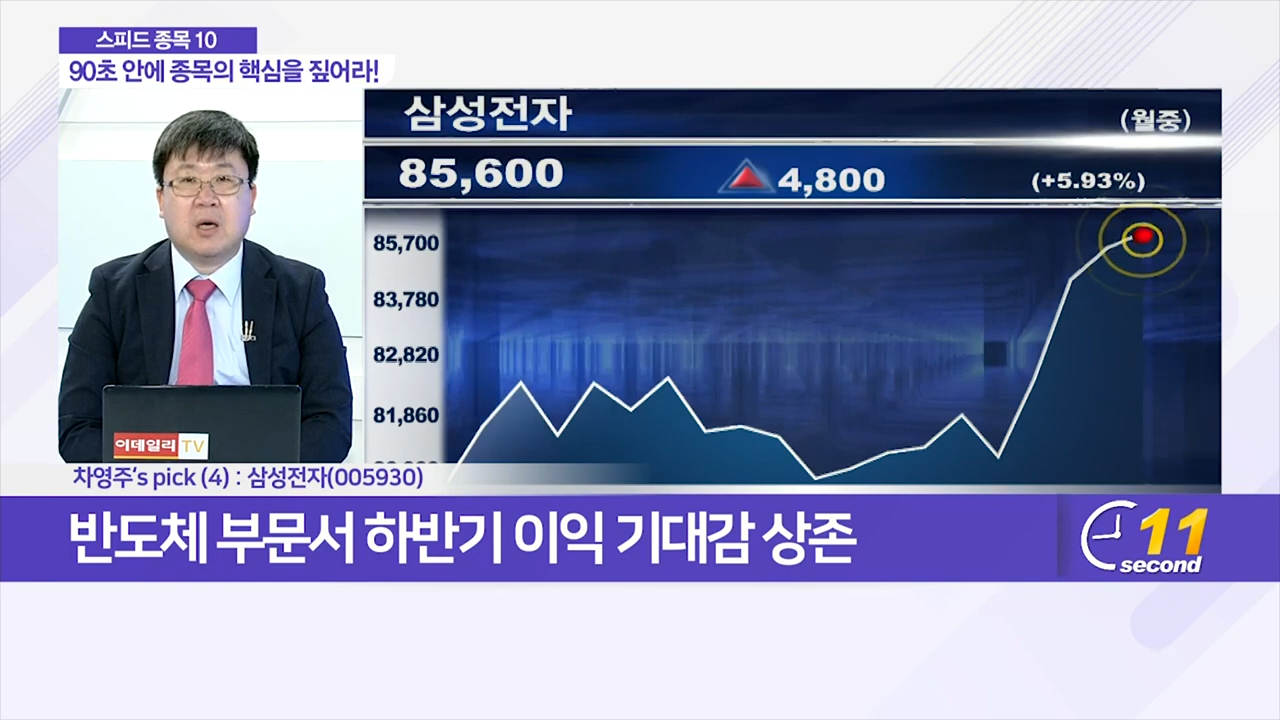 스피드 종목 10
90초 안에 종목의 핵심을 짚어라!
삼성전자 (월중)
85,600 ▲ 4,800 (+5.93%)
85,700
83,780
82,820
81,860
이데일리 TV
차영주‘s pick (4) : 삼성전자(005930)
반도체 부문서 하반기 이익 기대감 상존
11
second